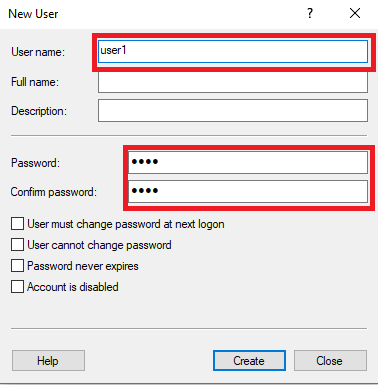 New User
User name: user1
Full name:
Description:
Password: ●●●●
Confirm password: ●●●●
User must change password at next logon
User cannot change password
Password never expires
Account is disabled
Help Create Close